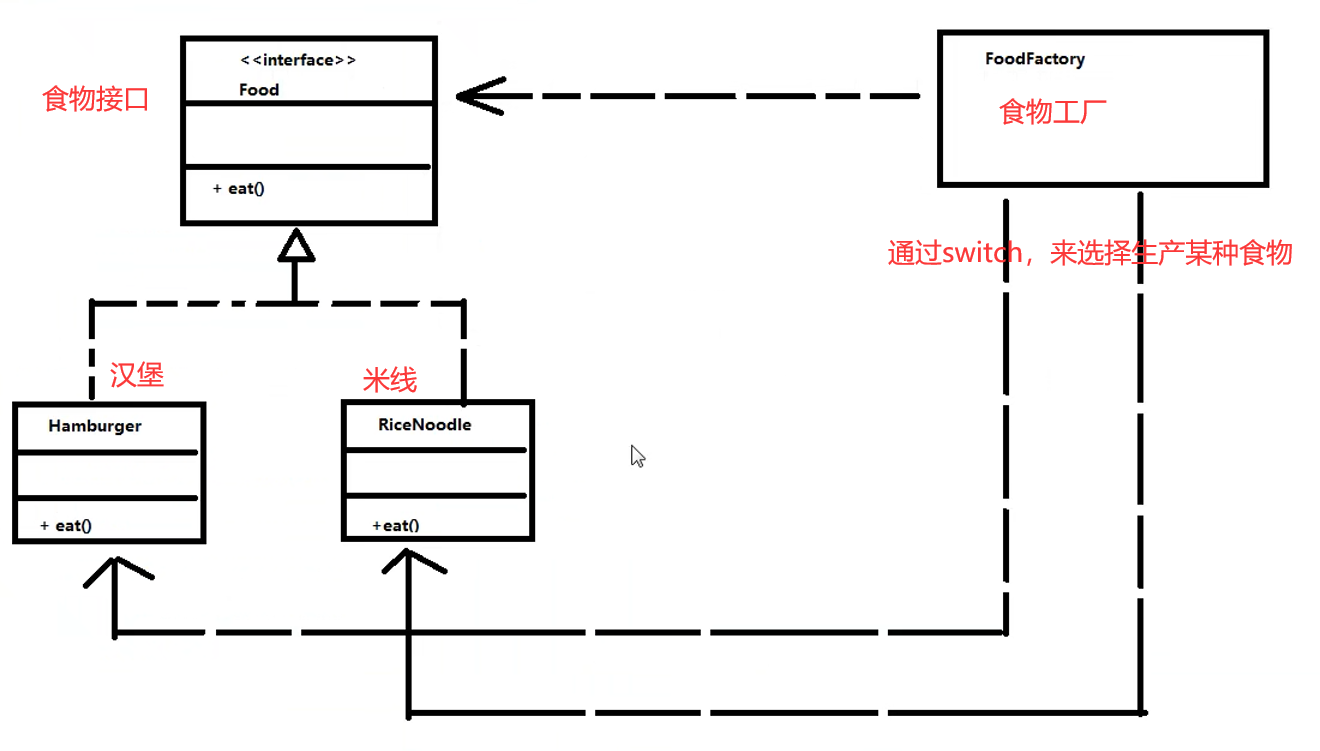 <<interface>>
Food
食物接口
+ eat()
FoodFactory
食物工厂
通过switch，来选择生产某种食物
汉堡
Hamburger
+ eat()
米线
RiceNoodle
+eat()